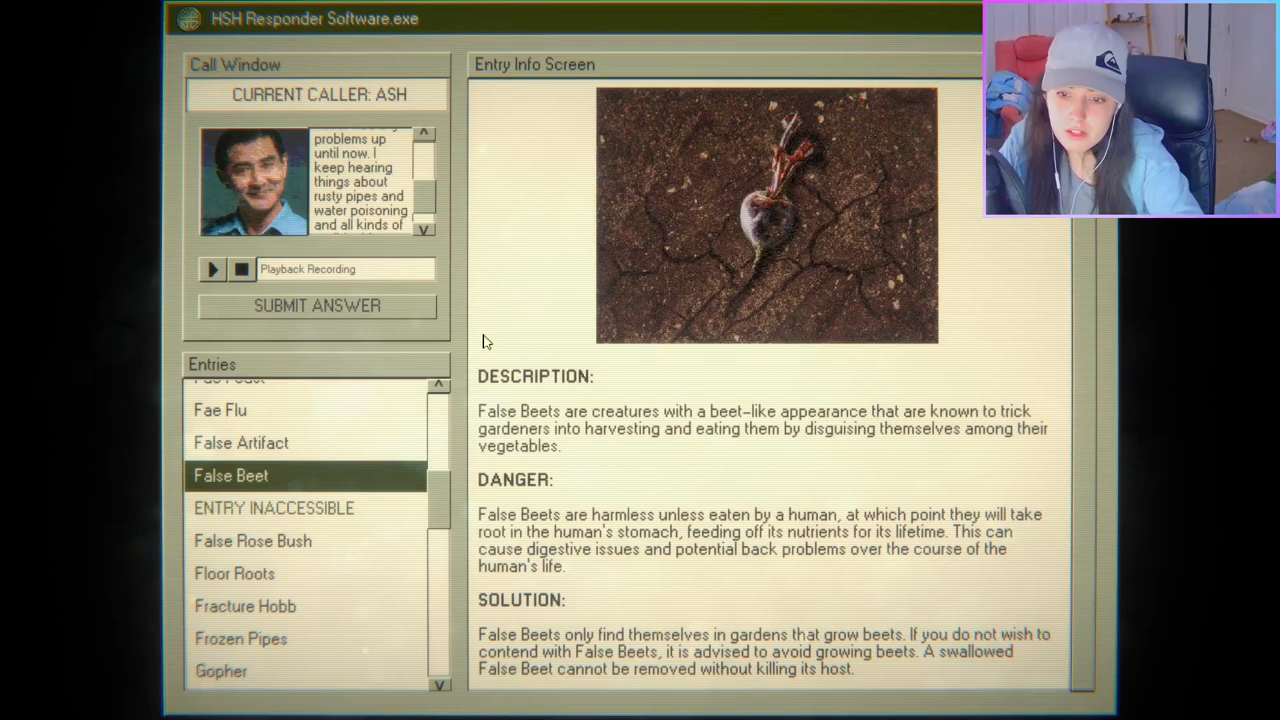 HSH Responder Software.exe
Call Window
CURRENT CALLER: ASH
problems up
until now. I
keep hearing
things about
rusty pipes and
water poisoning
and all kinds of
Playback Recording
SUBMIT ANSWER
Entries
Fae Flu
False Artifact
False Beet
ENTRY INACCESSIBLE
False Rose Bush
Floor Roots
Fracture Hobb
Frozen Pipes
Gopher
Entry Info Screen
DESCRIPTION:
False Beets are creatures with a beet-like appearance that are known to trick
gardeners into harvesting and eating them by disguising themselves among their
vegetables.
DANGER:
False Beets are harmless unless eaten by a human, at which point they will take
root in the human's stomach, feeding off its nutrients for its lifetime. This can
cause digestive issues and potential back problems over the course of the
human's life.
SOLUTION:
False Beets only find themselves in gardens that grow beets. If you do not wish to
contend with False Beets, it is advised to avoid growing beets. A swallowed
False Beet cannot be removed without killing its host.